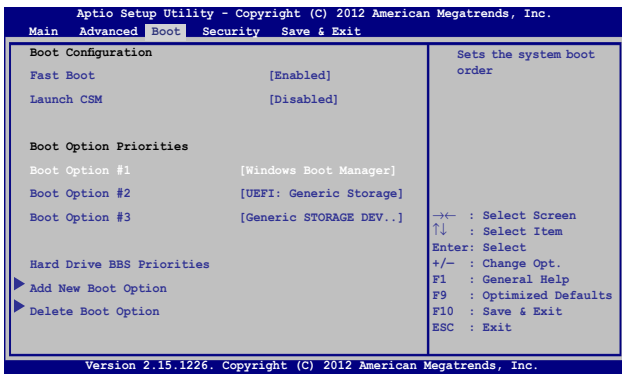 Aptio Setup Utility - Copyright (C) 2012 American Megatrends, Inc.
Main Advanced Boot Security Save & Exit
Boot Configuration
Fast Boot [Enabled]
Launch CSM [Disabled]
Boot Option Priorities
Boot Option #1 [Windows Boot Manager]
Boot Option #2 [UEFI: Generic Storage]
Boot Option #3 [Generic STORAGE DEV..]
Hard Drive BBS Priorities
Add New Boot Option
Delete Boot Option
Sets the system boot
order
→← : Select Screen
↑↓ : Select Item
Enter: Select
+/— : Change Opt.
F1 : General Help
F9 : Optimized Defaults
F10 : Save & Exit
ESC : Exit
Version 2.15.1226. Copyright (C) 2012 American Megatrends, Inc.